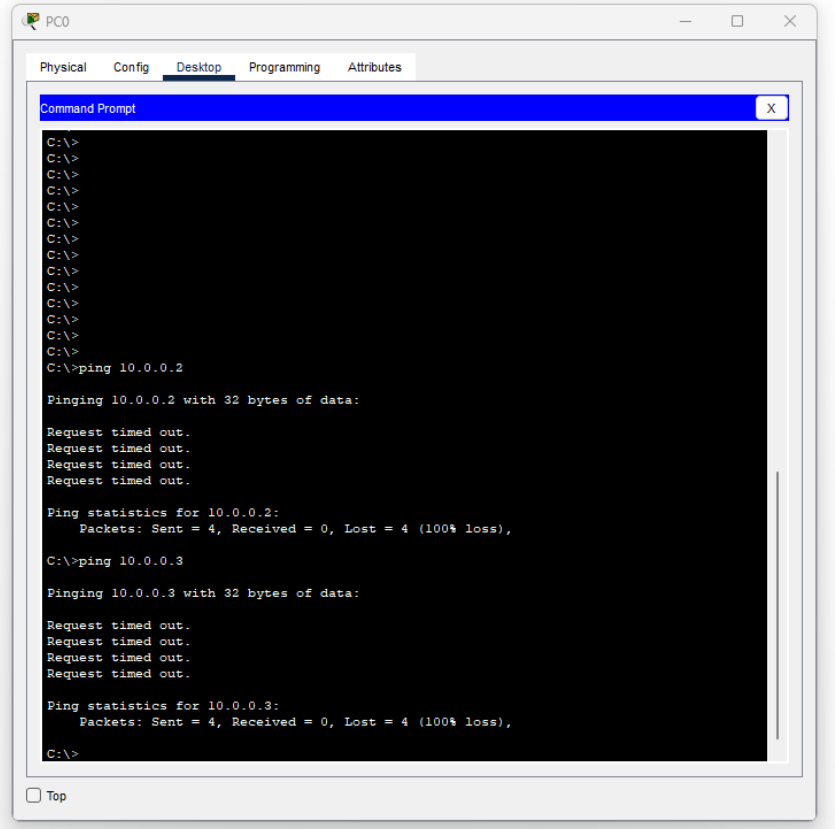 PC0
Physical Config Desktop Programming Attributes
Command Prompt X
C:\>
C:\>
C:\>
C:\>
C:\>
C:\>
C:\>
C:\>
C:\>
C:\>
C:\>
C:\>
C:\>
C:\>
C:\>ping 10.0.0.2
Pinging 10.0.0.2 with 32 bytes of data:
Request timed out.
Request timed out.
Request timed out.
Request timed out.
Ping statistics for 10.0.0.2:
Packets: Sent = 4, Received = 0, Lost = 4 (100% loss),
C:\>ping 10.0.0.3
Pinging 10.0.0.3 with 32 bytes of data:
Request timed out.
Request timed out.
Request timed out.
Request timed out.
Ping statistics for 10.0.0.3:
Packets: Sent = 4, Received = 0, Lost = 4 (100% loss),
C:\>
Top